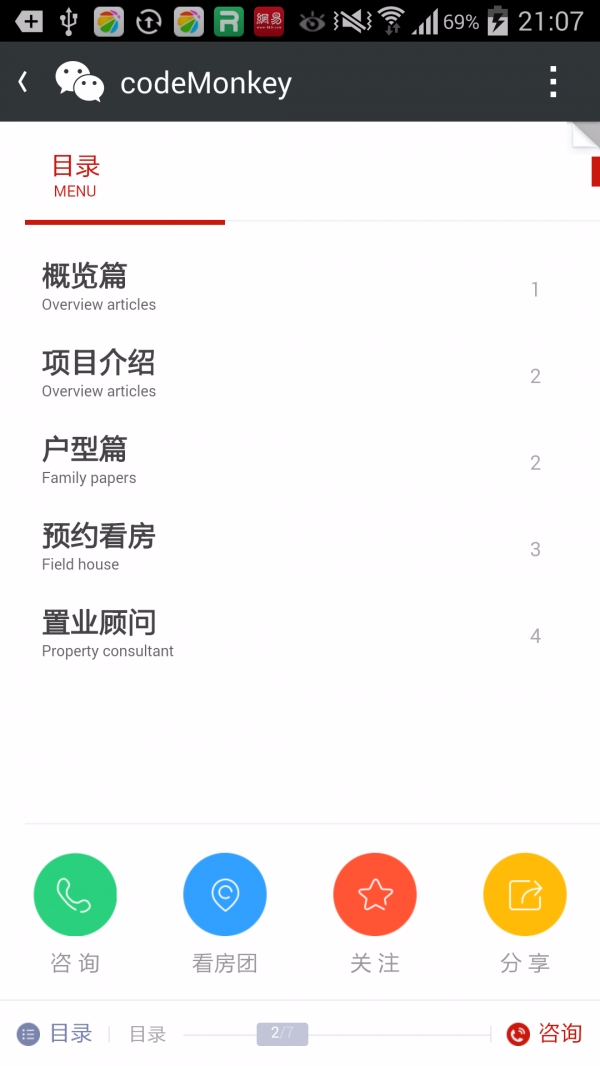 69% 21:07
網易
codeMonkey
目录
MENU
概览篇
1
Overview articles
项目介绍
2
Overview articles
户型篇
2
Family papers
预约看房
3
Field house
置业顾问
4
Property consultant
咨 询 看房团 关 注 分 享
目录 目录 2/7 咨询